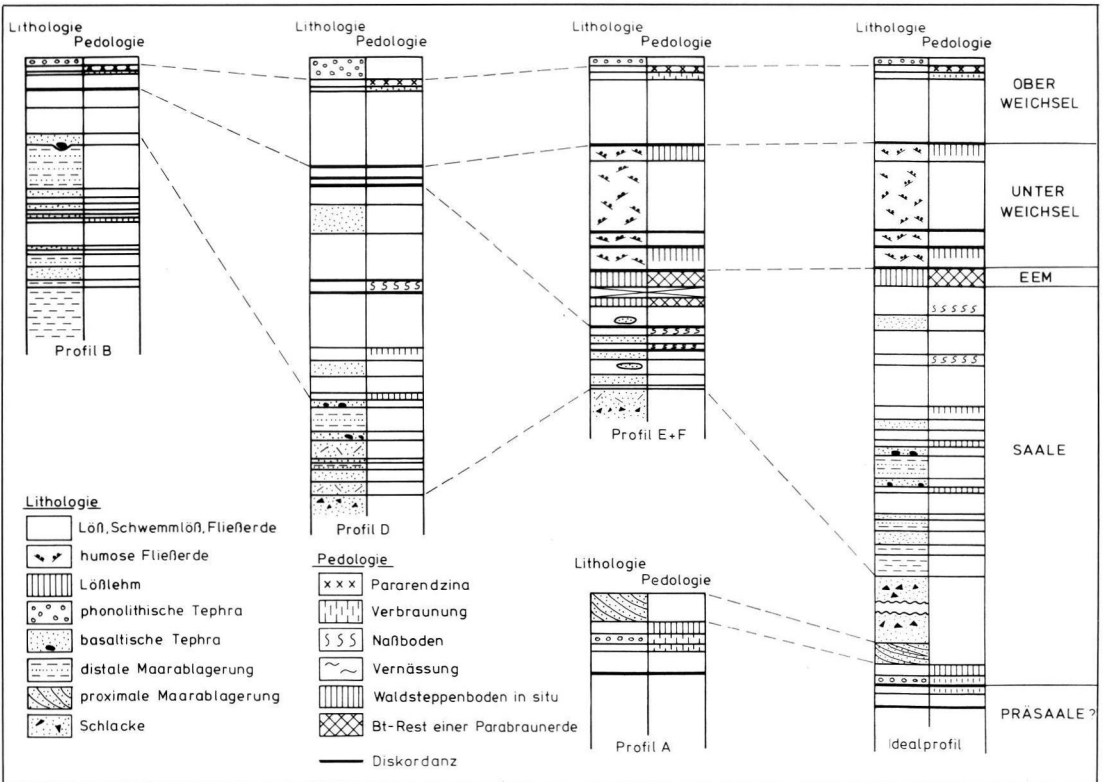 Lithologie
Pedologie
Lithologie
Pedologie
Lithologie
Pedologie
Lithologie
Pedologie
OBER
WEICHSEL
UNTER
WEICHSEL
EEM
SAALE
PRÄSAALE?
Profil B
Profil D
Profil E+F
Lithologie
Pedologie
Profil A
Idealprofil
Lithologie
Löß, Schwemmlöß, Fließerde
humose Fließerde
Lößlehm
phonolithische Tephra
basaltische Tephra
distale Maarablagerung
proximale Maarablagerung
Schlacke
Pedologie
Pararendzina
Verbraunung
Naßboden
Vernässung
Waldsteppenboden in situ
Bt-Rest einer Parabraunerde
Diskordanz